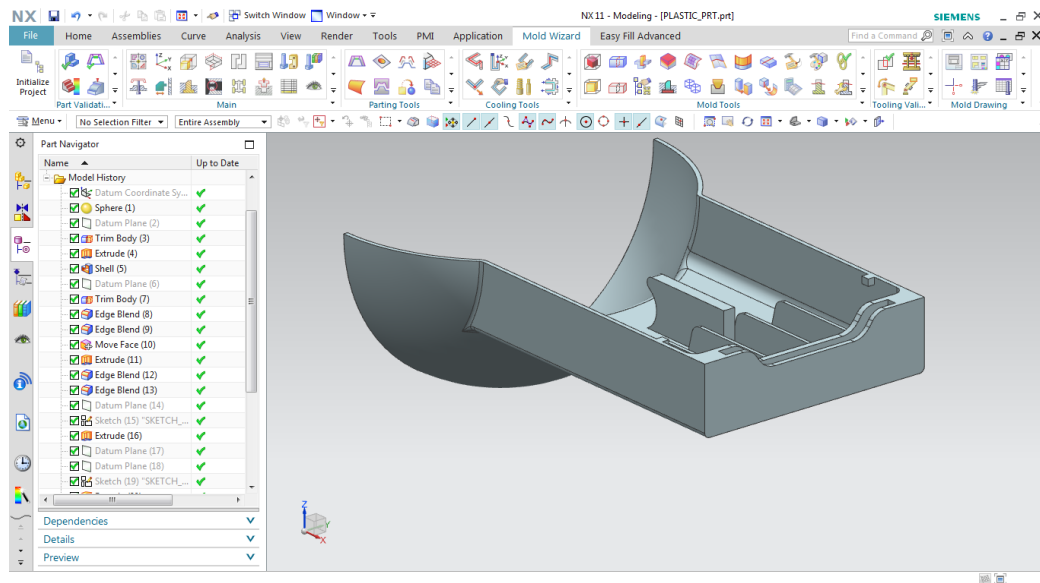 NX Switch Window Window NX 11 - Modeling - [PLASTIC_PRT.prt] SIEMENS
File Home Assemblies Curve Analysis View Render Tools PMI Application Mold Wizard Easy Fill Advanced Find a Command
Initialize
Project
Part Validati... Main Parting Tools Cooling Tools Mold Tools Tooling Vali... Mold Drawing
Menu No Selection Filter Entire Assembly
Part Navigator
Name Up to Date
Model History
Datum Coordinate Sy...
Sphere (1)
Datum Plane (2)
Trim Body (3)
Extrude (4)
Shell (5)
Datum Plane (6)
Trim Body (7)
Edge Blend (8)
Edge Blend (9)
Move Face (10)
Extrude (11)
Edge Blend (12)
Edge Blend (13)
Datum Plane (14)
Sketch (15) "SKETCH_...
Extrude (16)
Datum Plane (17)
Datum Plane (18)
Sketch (19) "SKETCH_...
Dependencies
Details
Preview
Z
Y
X